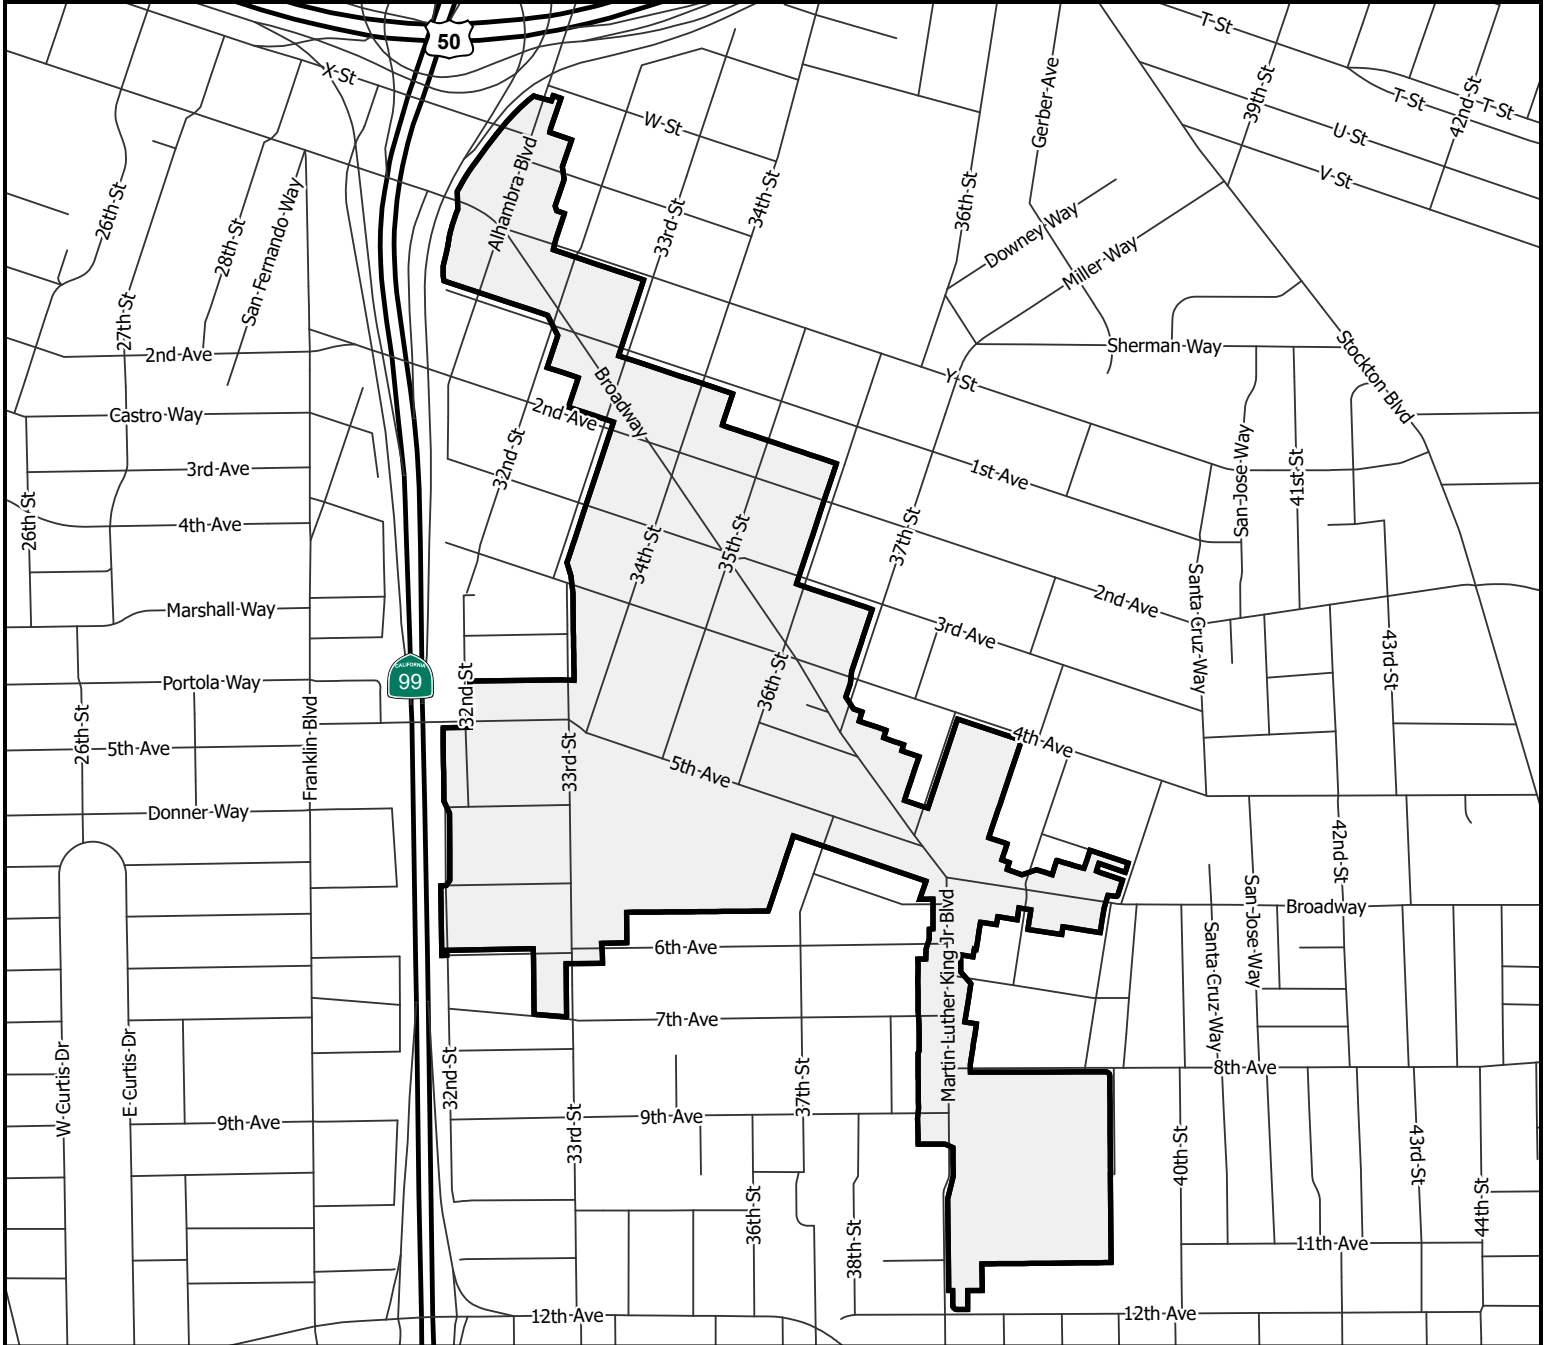 T-St
50
X-St
39th-St
42nd-St
T-St
T-St
Gerber-Ave
W-St
U-St
V-St
Alhambra-Blvd
34th-St
36th-St
26th-St
28th-St
San-Fernando-Way
33rd-St
Downey-Way
Miller-Way
27th-St
2nd-Ave
Sherman-Way
Stockton-Blvd
Y-St
Broadway
Castro-Way
2nd-Ave
32nd-St
3rd-Ave
1st-Ave
San-Jose-Way
41st-St
26th-St
4th-Ave
34th-St
35th-St
37th-St
Marshall-Way
2nd-Ave
Santa-Cruz-Way
3rd-Ave
43rd-St
CALIFORNIA
99
Portola-Way
32nd-St
36th-St
26th-St
5th-Ave
Franklin-Blvd
33rd-St
5th-Ave
4th-Ave
Donner-Way
42nd-St
Broadway
6th-Ave
Martin-Luther-King-Jr-Blvd
San-Jose-Way
Santa-Cruz-Way
7th-Ave
W-Curtis-Dr
E-Curtis-Dr
32nd-St
37th-St
8th-Ave
9th-Ave
9th-Ave
33rd-St
40th-St
43rd-St
36th-St
38th-St
44th-St
11th-Ave
12th-Ave
12th-Ave